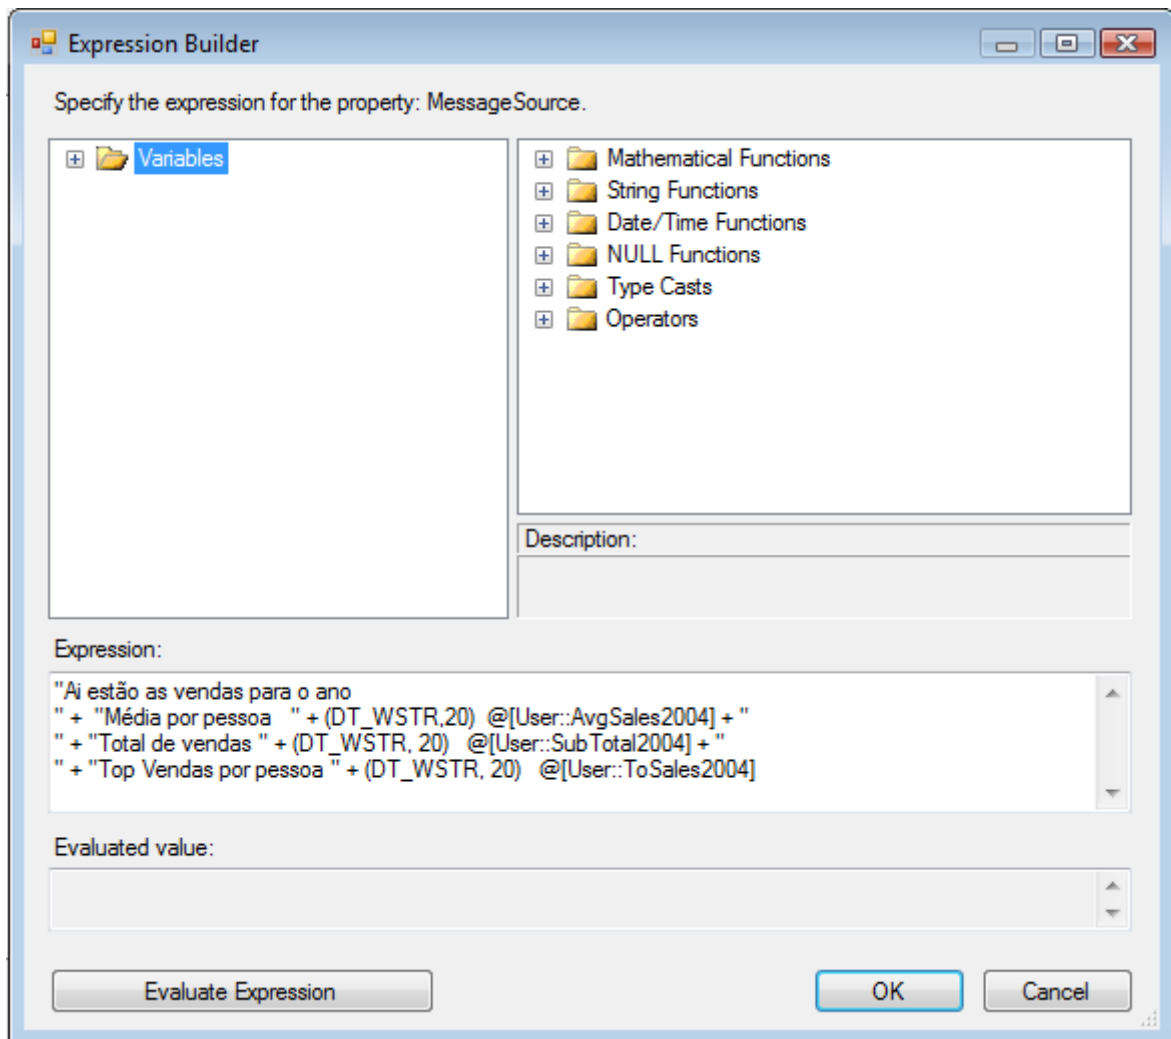 Expression Builder
Specify the expression for the property: MessageSource.
Variables
Mathematical Functions
String Functions
Date/Time Functions
NULL Functions
Type Casts
Operators
Description:
Expression:
"Ai estão as vendas para o ano
" +  "Média por pessoa   " + (DT_WSTR,20)  @[User::AvgSales2004] + "
" + "Total de vendas " + (DT_WSTR, 20)   @[User::SubTotal2004] + "
" + "Top Vendas por pessoa " + (DT_WSTR, 20)   @[User::ToSales2004]
Evaluated value:
Evaluate Expression
OK
Cancel